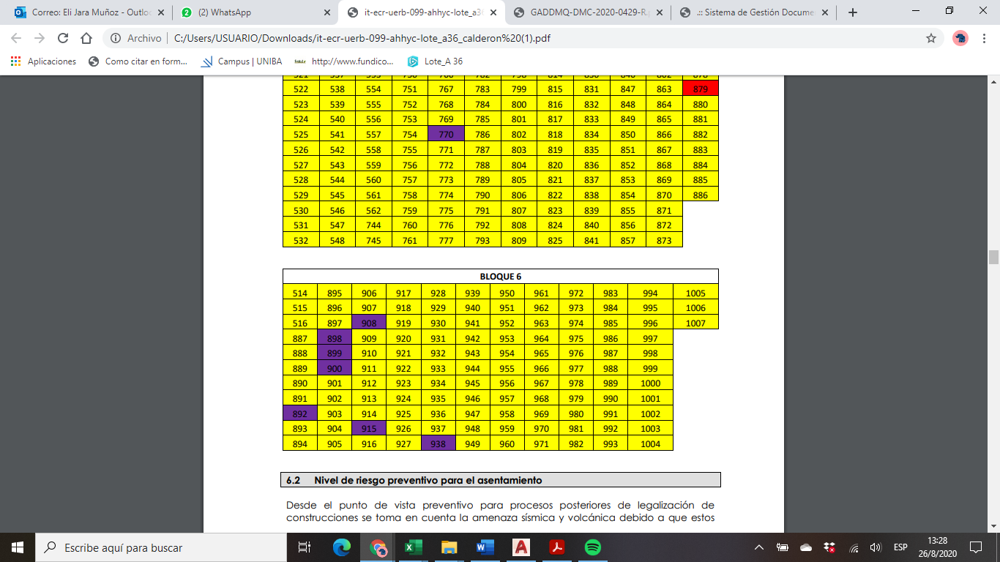 Correo: Eli Jara Muñoz - Outlo
(2) WhatsApp
it-ecr-uerb-099-ahhyc-lote_a3
GADDMQ-DMC-2020-0429-R.p
.:: Sistema de Gestión Docume
Archivo C:/Users/USUARIO/Downloads/it-ecr-uerb-099-ahhyc-lote_a36_calderon%20(1).pdf
Aplicaciones Como citar en form... Campus | UNIBA http://www.fundico... Lote_A 36
521 537 553 750 766 782 798 814 830 846 862 878
522 538 554 751 767 783 799 815 831 847 863 879
523 539 555 752 768 784 800 816 832 848 864 880
524 540 556 753 769 785 801 817 833 849 865 881
525 541 557 754 770 786 802 818 834 850 866 882
526 542 558 755 771 787 803 819 835 851 867 883
527 543 559 756 772 788 804 820 836 852 868 884
528 544 560 757 773 789 805 821 837 853 869 885
529 545 561 758 774 790 806 822 838 854 870 886
530 546 562 759 775 791 807 823 839 855 871
531 547 744 760 776 792 808 824 840 856 872
532 548 745 761 777 793 809 825 841 857 873
BLOQUE 6
514 895 906 917 928 939 950 961 972 983 994 1005
515 896 907 918 929 940 951 962 973 984 995 1006
516 897 908 919 930 941 952 963 974 985 996 1007
887 898 909 920 931 942 953 964 975 986 997
888 899 910 921 932 943 954 965 976 987 998
889 900 911 922 933 944 955 966 977 988 999
890 901 912 923 934 945 956 967 978 989 1000
891 902 913 924 935 946 957 968 979 990 1001
892 903 914 925 936 947 958 969 980 991 1002
893 904 915 926 937 948 959 970 981 992 1003
894 905 916 927 938 949 960 971 982 993 1004
6.2 Nivel de riesgo preventivo para el asentamiento
Desde el punto de vista preventivo para procesos posteriores de legalización de
construcciones se toma en cuenta la amenaza sísmica y volcánica debido a que estos
Escribe aquí para buscar
ESP
13:28
26/8/2020